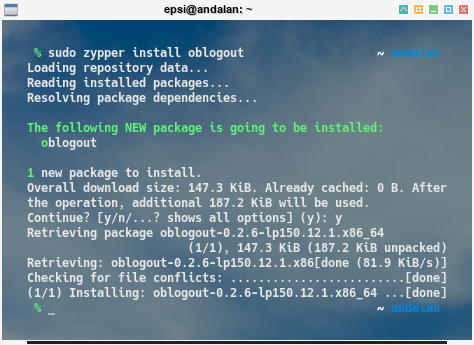 epsi@andalan: ~
% sudo zypper install oblogout ~ andalan
Loading repository data...
Reading installed packages...
Resolving package dependencies...
The following NEW package is going to be installed:
oblogout
1 new package to install.
Overall download size: 147.3 KiB. Already cached: 0 B. After
the operation, additional 187.2 KiB will be used.
Continue? [y/n/...? shows all options] (y): y
Retrieving package oblogout-0.2.6-lp150.12.1.x86_64
(1/1), 147.3 KiB (187.2 KiB unpacked)
Retrieving: oblogout-0.2.6-lp150.12.1.x86[done (81.9 KiB/s)]
Checking for file conflicts: ........................[done]
(1/1) Installing: oblogout-0.2.6-lp150.12.1.x86_64 ...[done]
% _ ~ andalan